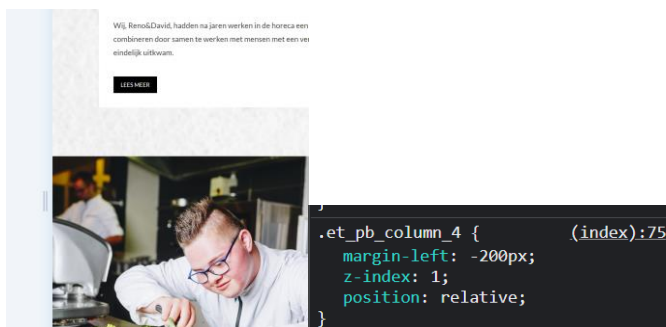 Wij, Reno&David, hadden na jaren werken in de horeca een
combineren door samen te werken met mensen met een ver
eindelijk uitkwam.
LEES MEER
}
.et_pb_column_4 { (index):75
margin-left: -200px;
z-index: 1;
position: relative;
}